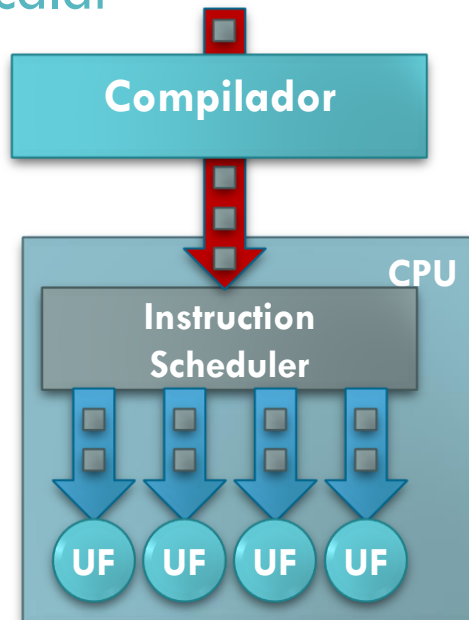 Compilador
CPU
Instruction
Scheduler
UF UF UF UF